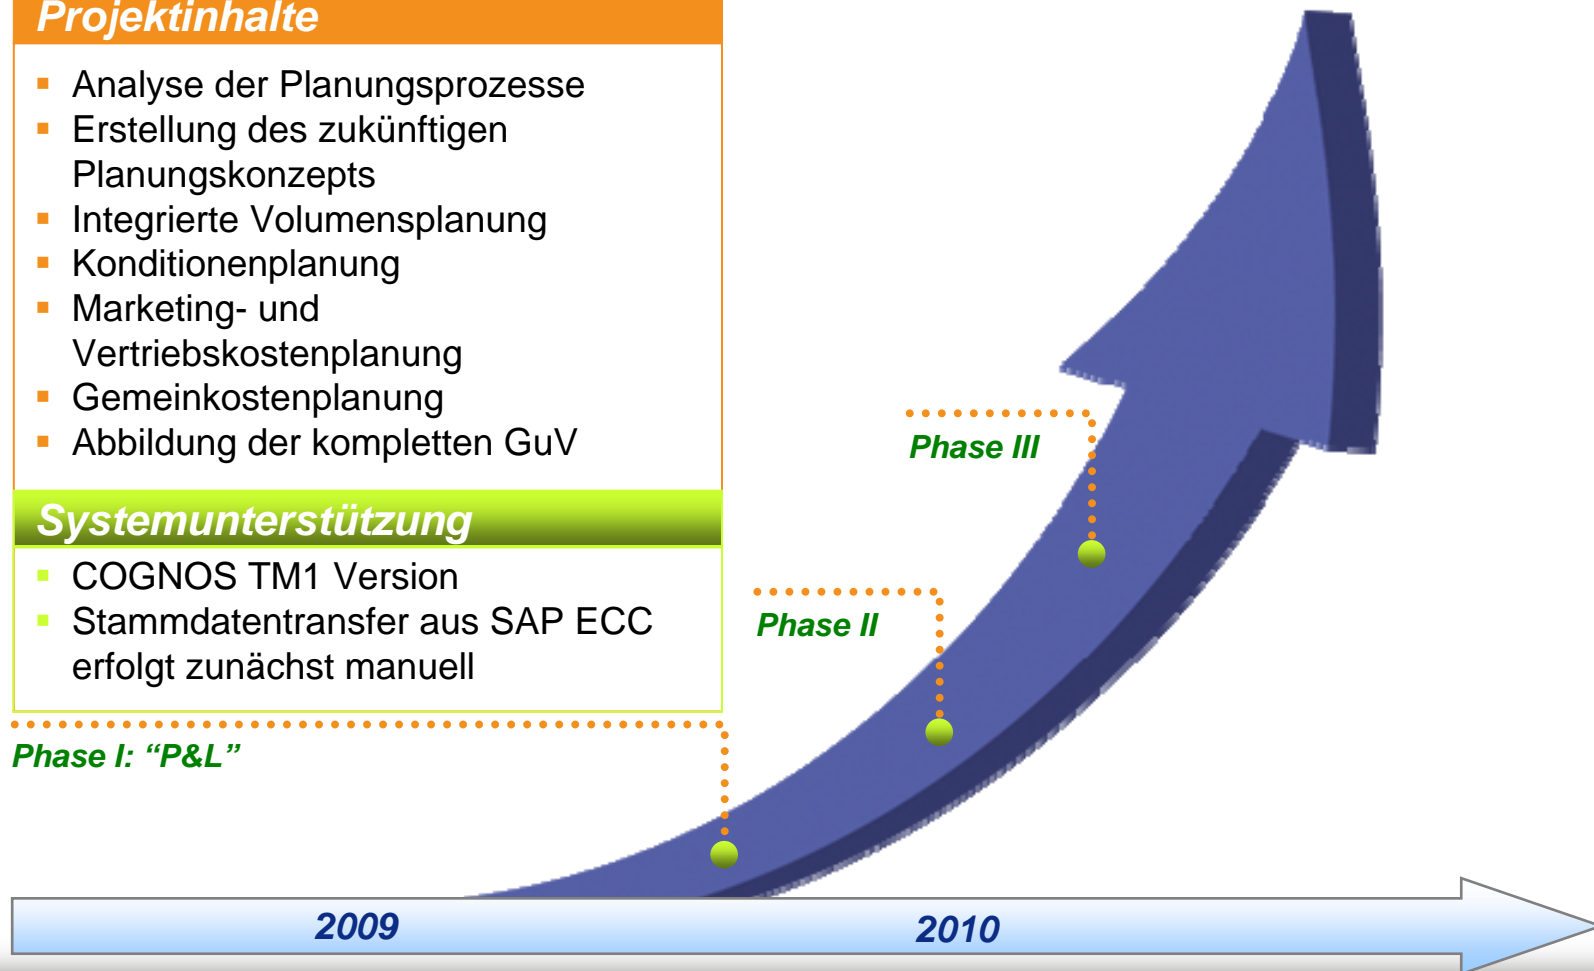 Projektinhalte
Analyse der Planungsprozesse
Erstellung des zukünftigen
Planungskonzepts
Integrierte Volumensplanung
Konditionenplanung
Marketing- und
Vertriebskostenplanung
Gemeinkostenplanung
Abbildung der kompletten GuV
Systemunterstützung
COGNOS TM1 Version
Stammdatentransfer aus SAP ECC
erfolgt zunächst manuell
Phase I: “P&L”
Phase II
Phase III
2009
2010